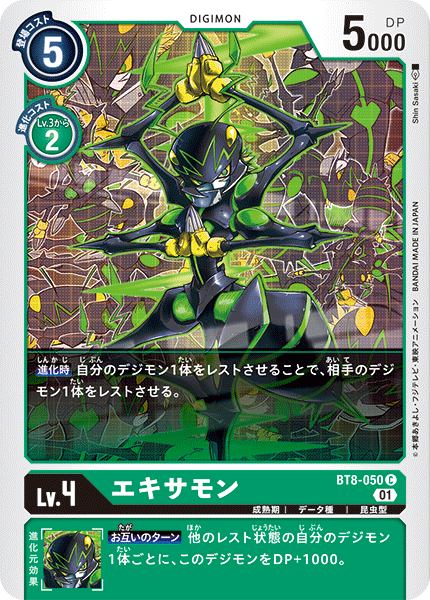 DIGIMON
登場コスト
5
DP
5000
進化コスト
Lv.3から
2
Shin Sasaki
©本郷あきよし・フジテレビ・東映アニメーション BANDAI MADE IN JAPAN
進化時 自分のデジモン1体をレストさせることで、相手のデジ
モン1体をレストさせる。
BT8-050 C
01
Lv.4
エキサモン
成熟期 | データ種 | 昆虫型
進化元効果
お互いのターン 他のレスト状態の自分のデジモン
1体ごとに、このデジモンをDP+1000。